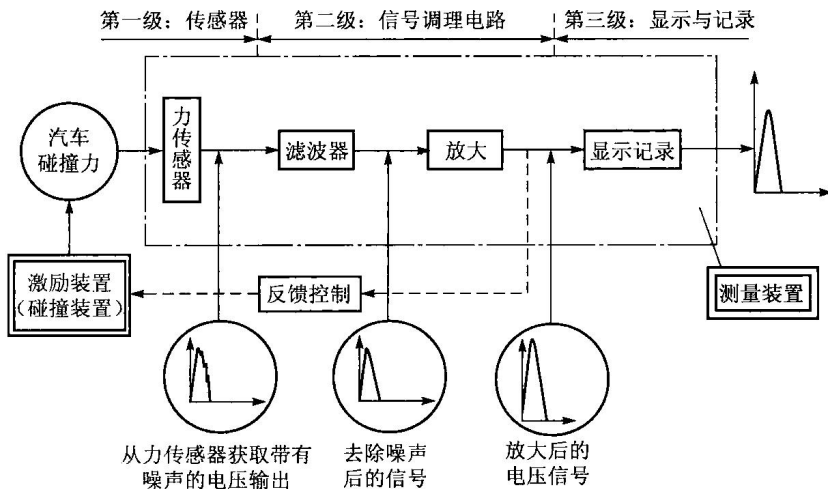 第一级：传感器
第二级：信号调理电路
第三级：显示与记录
汽车
碰撞力
力传感器
滤波器
放大
显示记录
激励装置
（碰撞装置）
反馈控制
测量装置
从力传感器获取带有
噪声的电压输出
去除噪声
后的信号
放大后的
电压信号